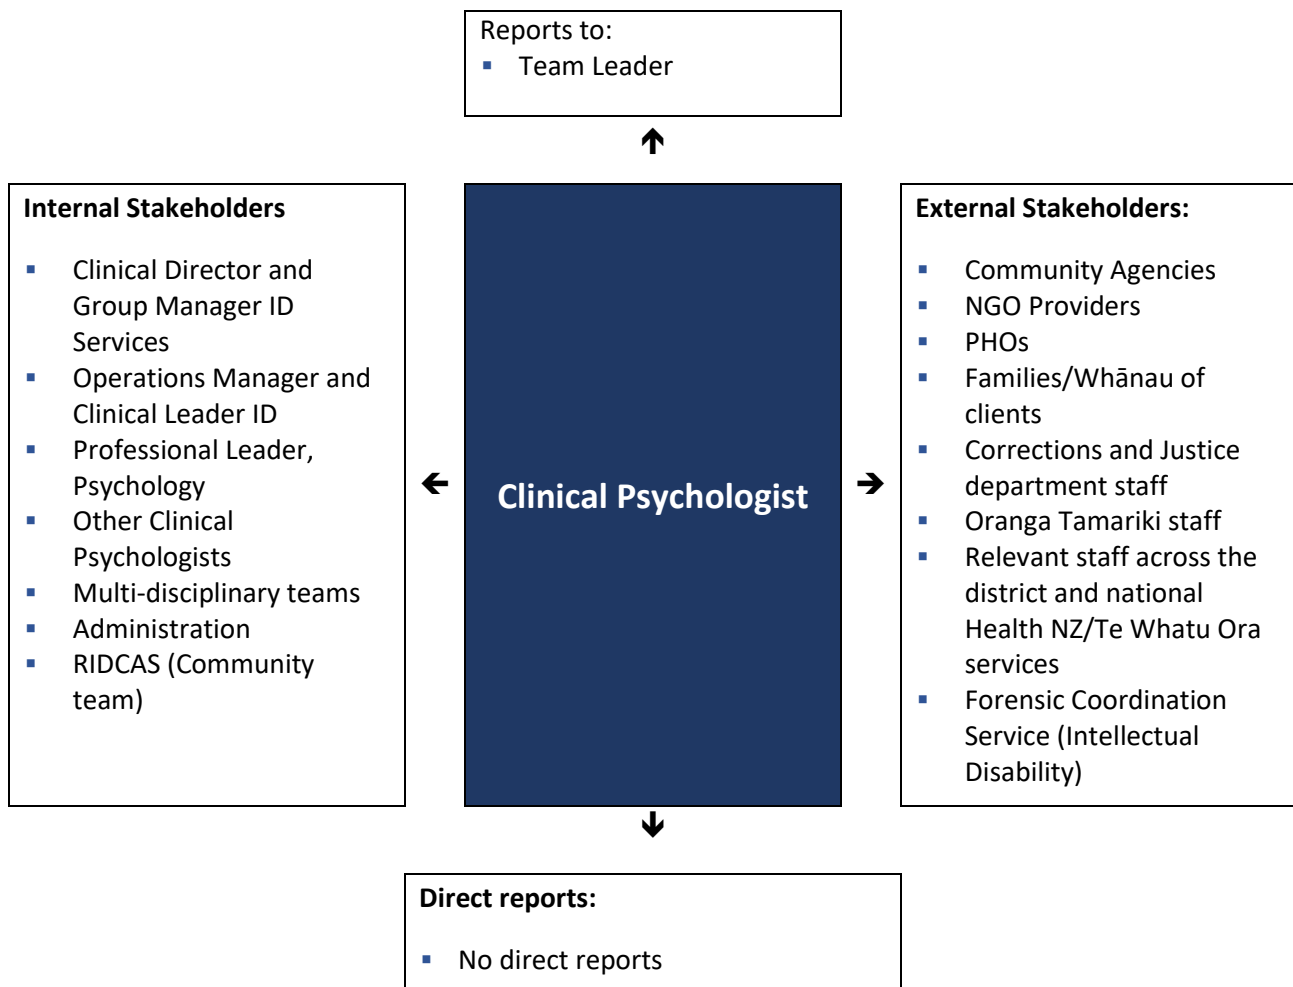 Reports to:
▪ Team Leader
Internal Stakeholders
▪ Clinical Director and
Group Manager ID
Services
▪ Operations Manager and
Clinical Leader ID
▪ Professional Leader,
Psychology
▪ Other Clinical
Psychologists
▪ Multi-disciplinary teams
▪ Administration
▪ RIDCAS (Community
team)
Clinical Psychologist
External Stakeholders:
▪ Community Agencies
▪ NGO Providers
▪ PHOs
▪ Families/Whānau of
clients
▪ Corrections and Justice
department staff
▪ Oranga Tamariki staff
▪ Relevant staff across the
district and national
Health NZ/Te Whatu Ora
services
▪ Forensic Coordination
Service (Intellectual
Disability)
Direct reports:
▪ No direct reports